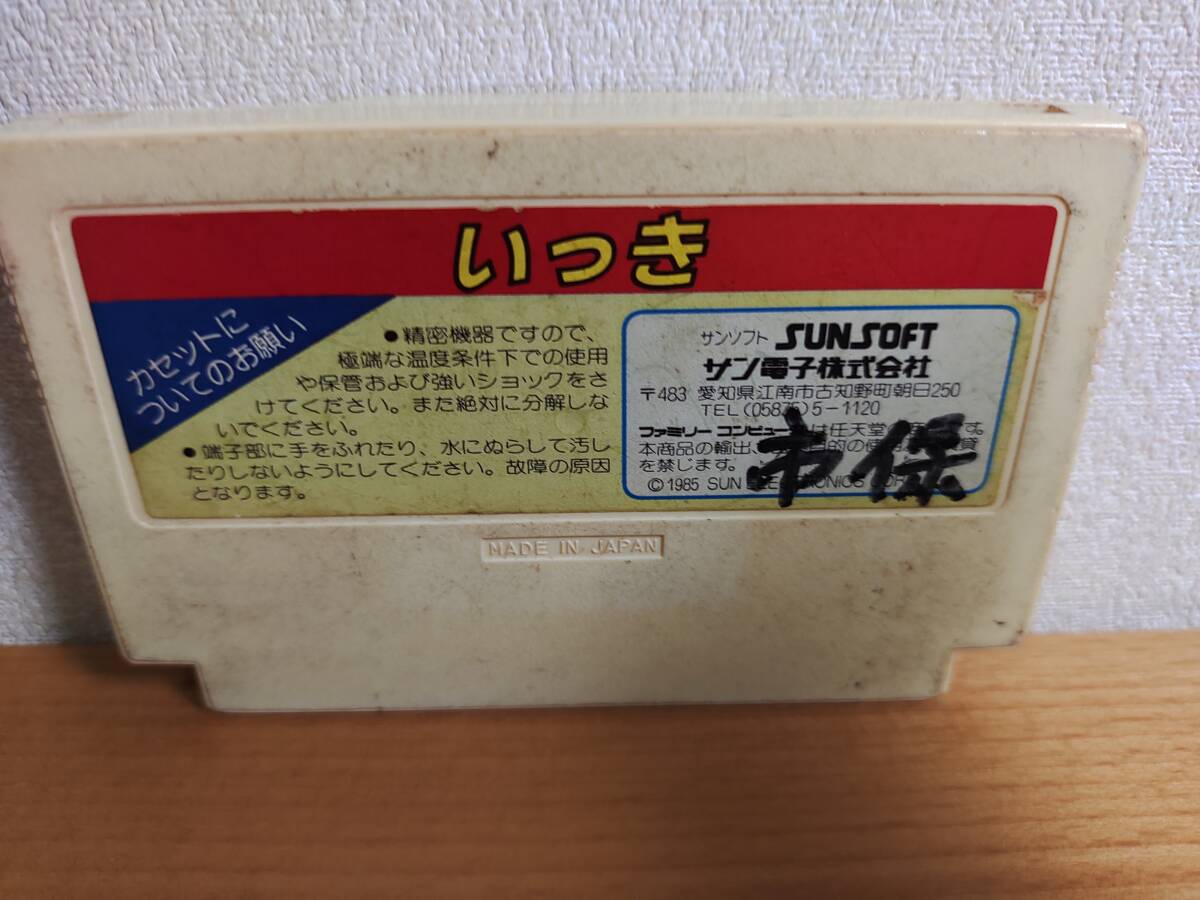 いっき
カセットに
ついてのお願い
●精密機器ですので、
極端な温度条件下での使用
や保管および強いショックをさ
けてください。また絶対に分解しな
いでください。
●端子部に手をふれたり、水にぬらして汚し
たりしないようにしてください。故障の原因
となります。
サンソフト SUNSOFT
サン電子株式会社
〒483 愛知県江南市古知野町朝日250
TEL(05875)5-1120
ファミリー コンピュー は任天堂 す。
本商品の輸出、 的の使 貸
を禁じます。
©1985 SUN
市保
MADE IN JAPAN